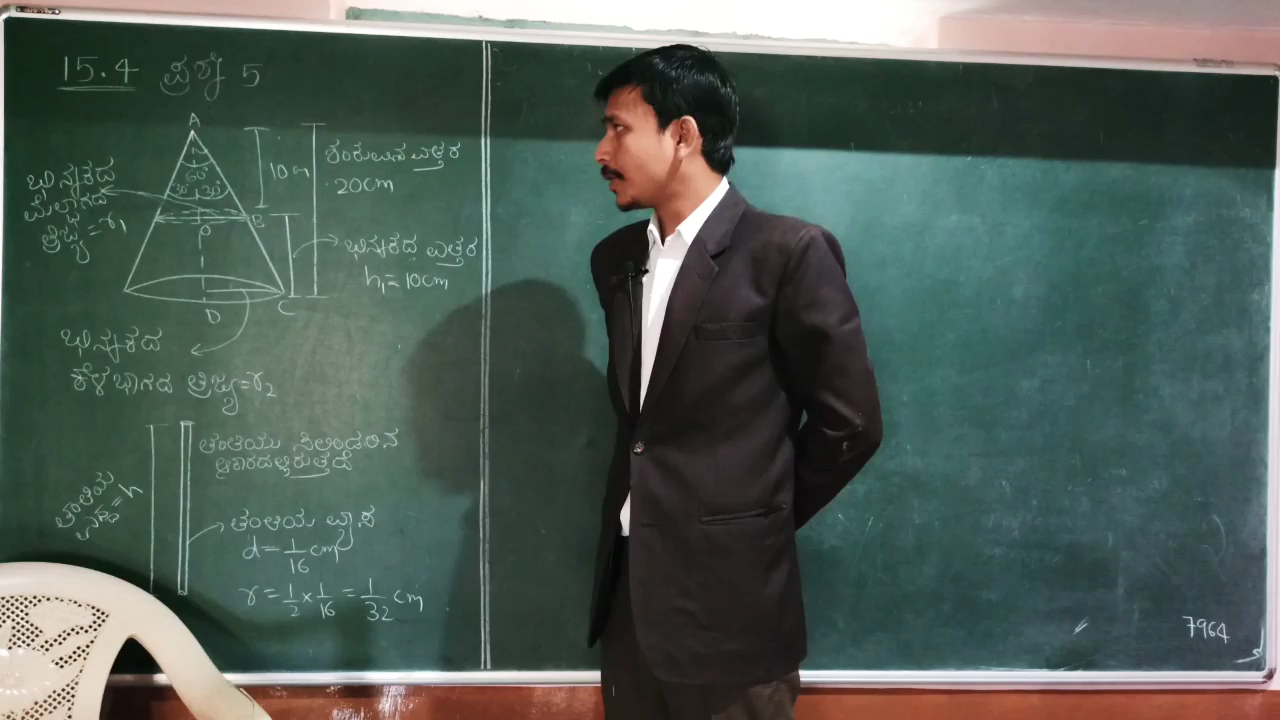 15.4 ಪ್ರಶ್ನೆ 5
A
60°
30° 30°
10cm
ಶಂಕುವಿನ ಎತ್ತರ
20cm
ಭಿನ್ನಕದ
ಮೇಲ್ಭಾಗದ
ತ್ರಿಜ್ಯ = r₁
P
B
ಭಿನ್ನಕದ ಎತ್ತರ
h₁ = 10cm
D
C
ಭಿನ್ನಕದ
ಕೆಳಭಾಗದ ತ್ರಿಜ್ಯ = r₂
ತಂತಿಯು ಸಿಲಿಂಡರಿನ
ಆಕಾರದಲ್ಲಿರುತ್ತದೆ
ತಂತಿಯ
= h
ತಂತಿಯ ವ್ಯಾಸ
d = 1/16 cm
r = 1/2 × 1/16 = 1/32 cm
7964